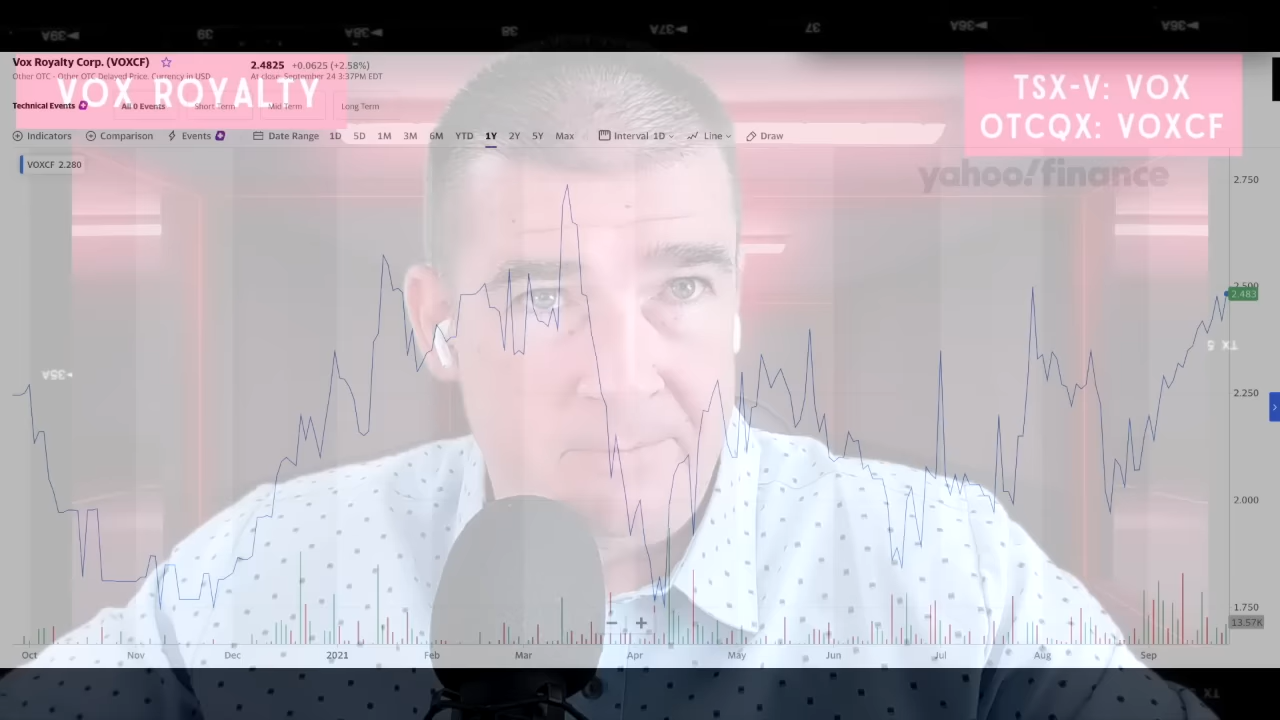 Vox Royalty Corp. (VOXCF)
2.4825 +0.0625 (+2.58%)
Other OTC - Other OTC Delayed Price. Currency in USD
At close: September 24 3:37PM EDT
VOX ROYALTY
TSX-V: VOX
OTCQX: VOXCF
Technical Events
All 0 Events
Short Term
Mid Term
Long Term
Indicators
Comparison
Events
Date Range
1D 5D 1M 3M 6M YTD 1Y 2Y 5Y Max
Interval 1D
Line
Draw
VOXCF 2.280
yahoo!finance
2.750
2.500
2.483
2.250
2.000
1.750
13.57K
Oct Nov Dec 2021 Feb Mar Apr May Jun Jul Aug Sep